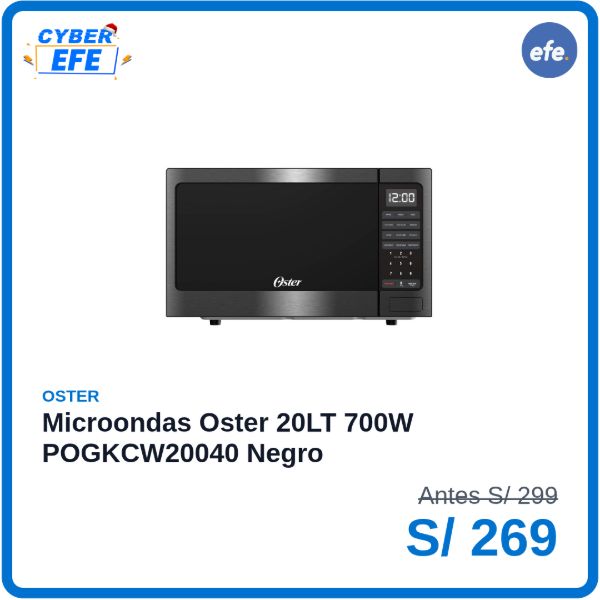 CYBER
EFE
efe.
12:00
Oster
OSTER
Microondas Oster 20LT 700W
POGKCW20040 Negro
Antes S/ 299
S/ 269